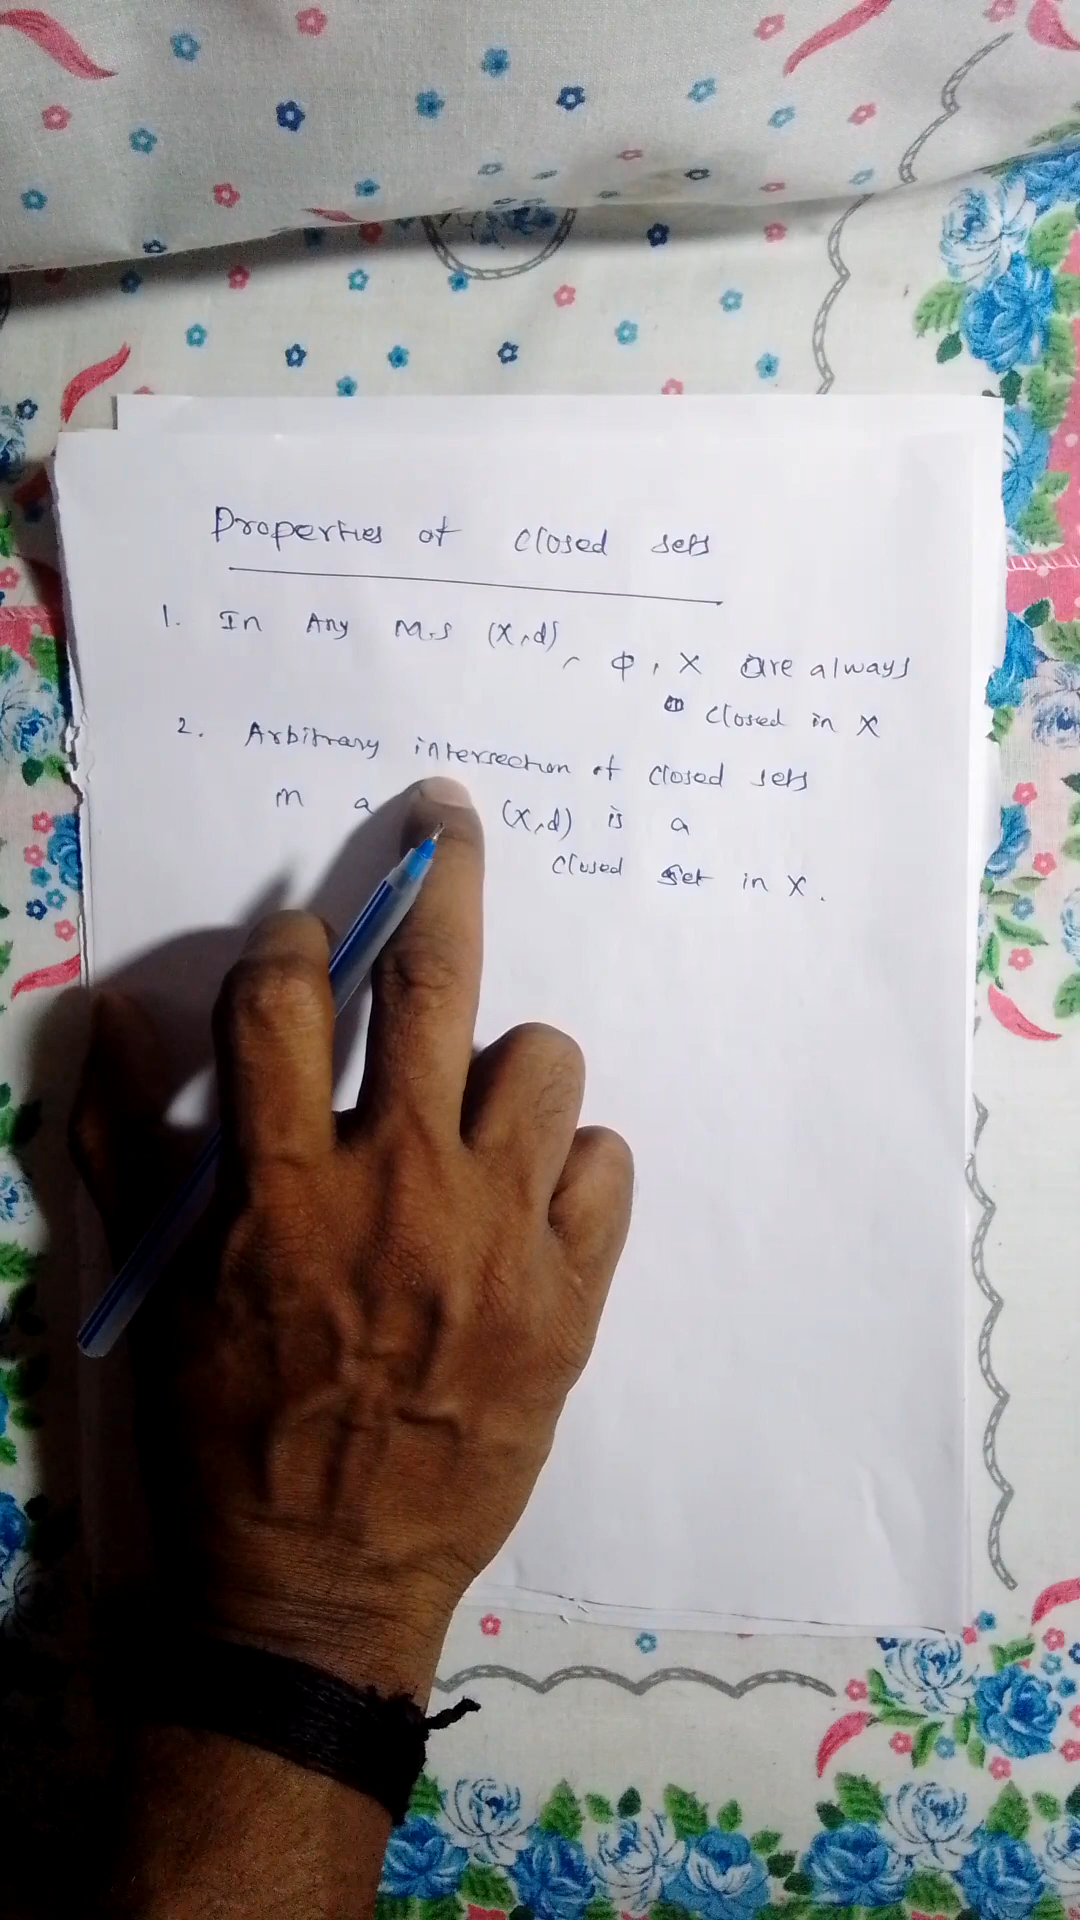 Properties of closed sets
1. In Any M.S (X,d), φ, X are always
closed in X
2. Arbitrary intersection of closed sets
in a (X,d) is a
closed set in X.